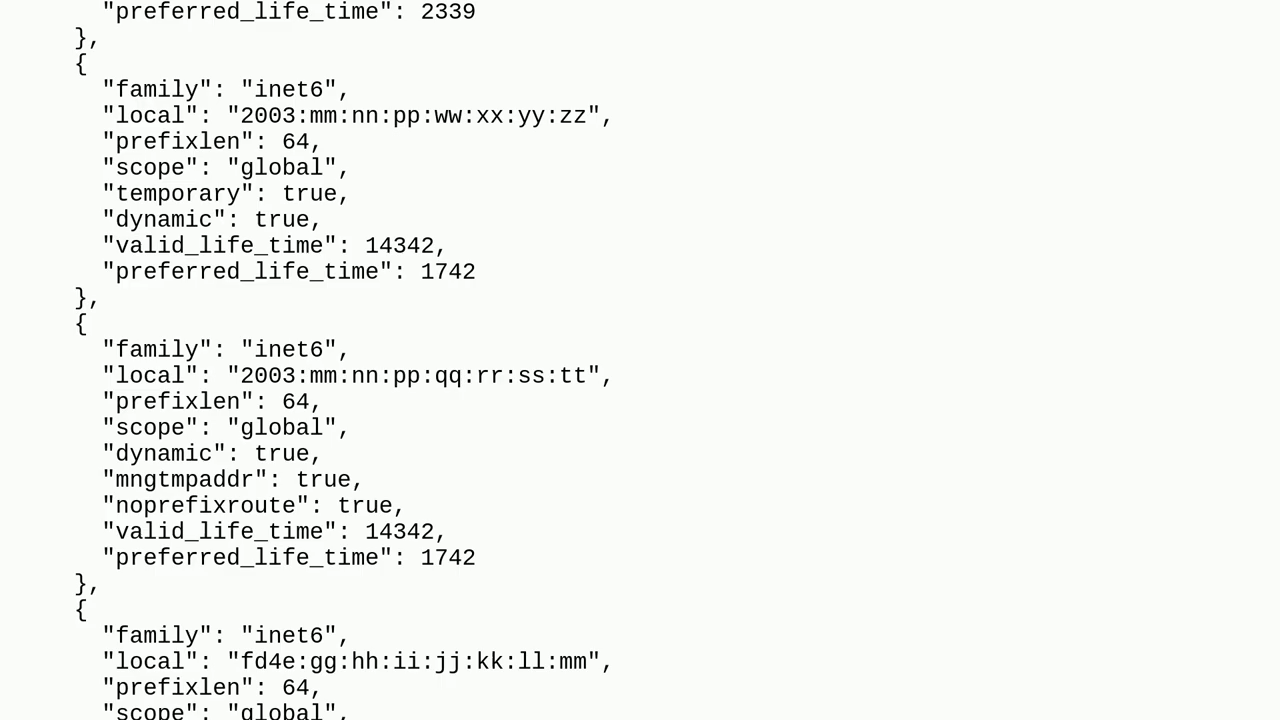 "preferred_life_time": 2339
},
{
"family": "inet6",
"local": "2003:mm:nn:pp:ww:xx:yy:zz",
"prefixlen": 64,
"scope": "global",
"temporary": true,
"dynamic": true,
"valid_life_time": 14342,
"preferred_life_time": 1742
},
{
"family": "inet6",
"local": "2003:mm:nn:pp:qq:rr:ss:tt",
"prefixlen": 64,
"scope": "global",
"dynamic": true,
"mngtmpaddr": true,
"noprefixroute": true,
"valid_life_time": 14342,
"preferred_life_time": 1742
},
{
"family": "inet6",
"local": "fd4e:gg:hh:ii:jj:kk:ll:mm",
"prefixlen": 64,
"scope": "global",